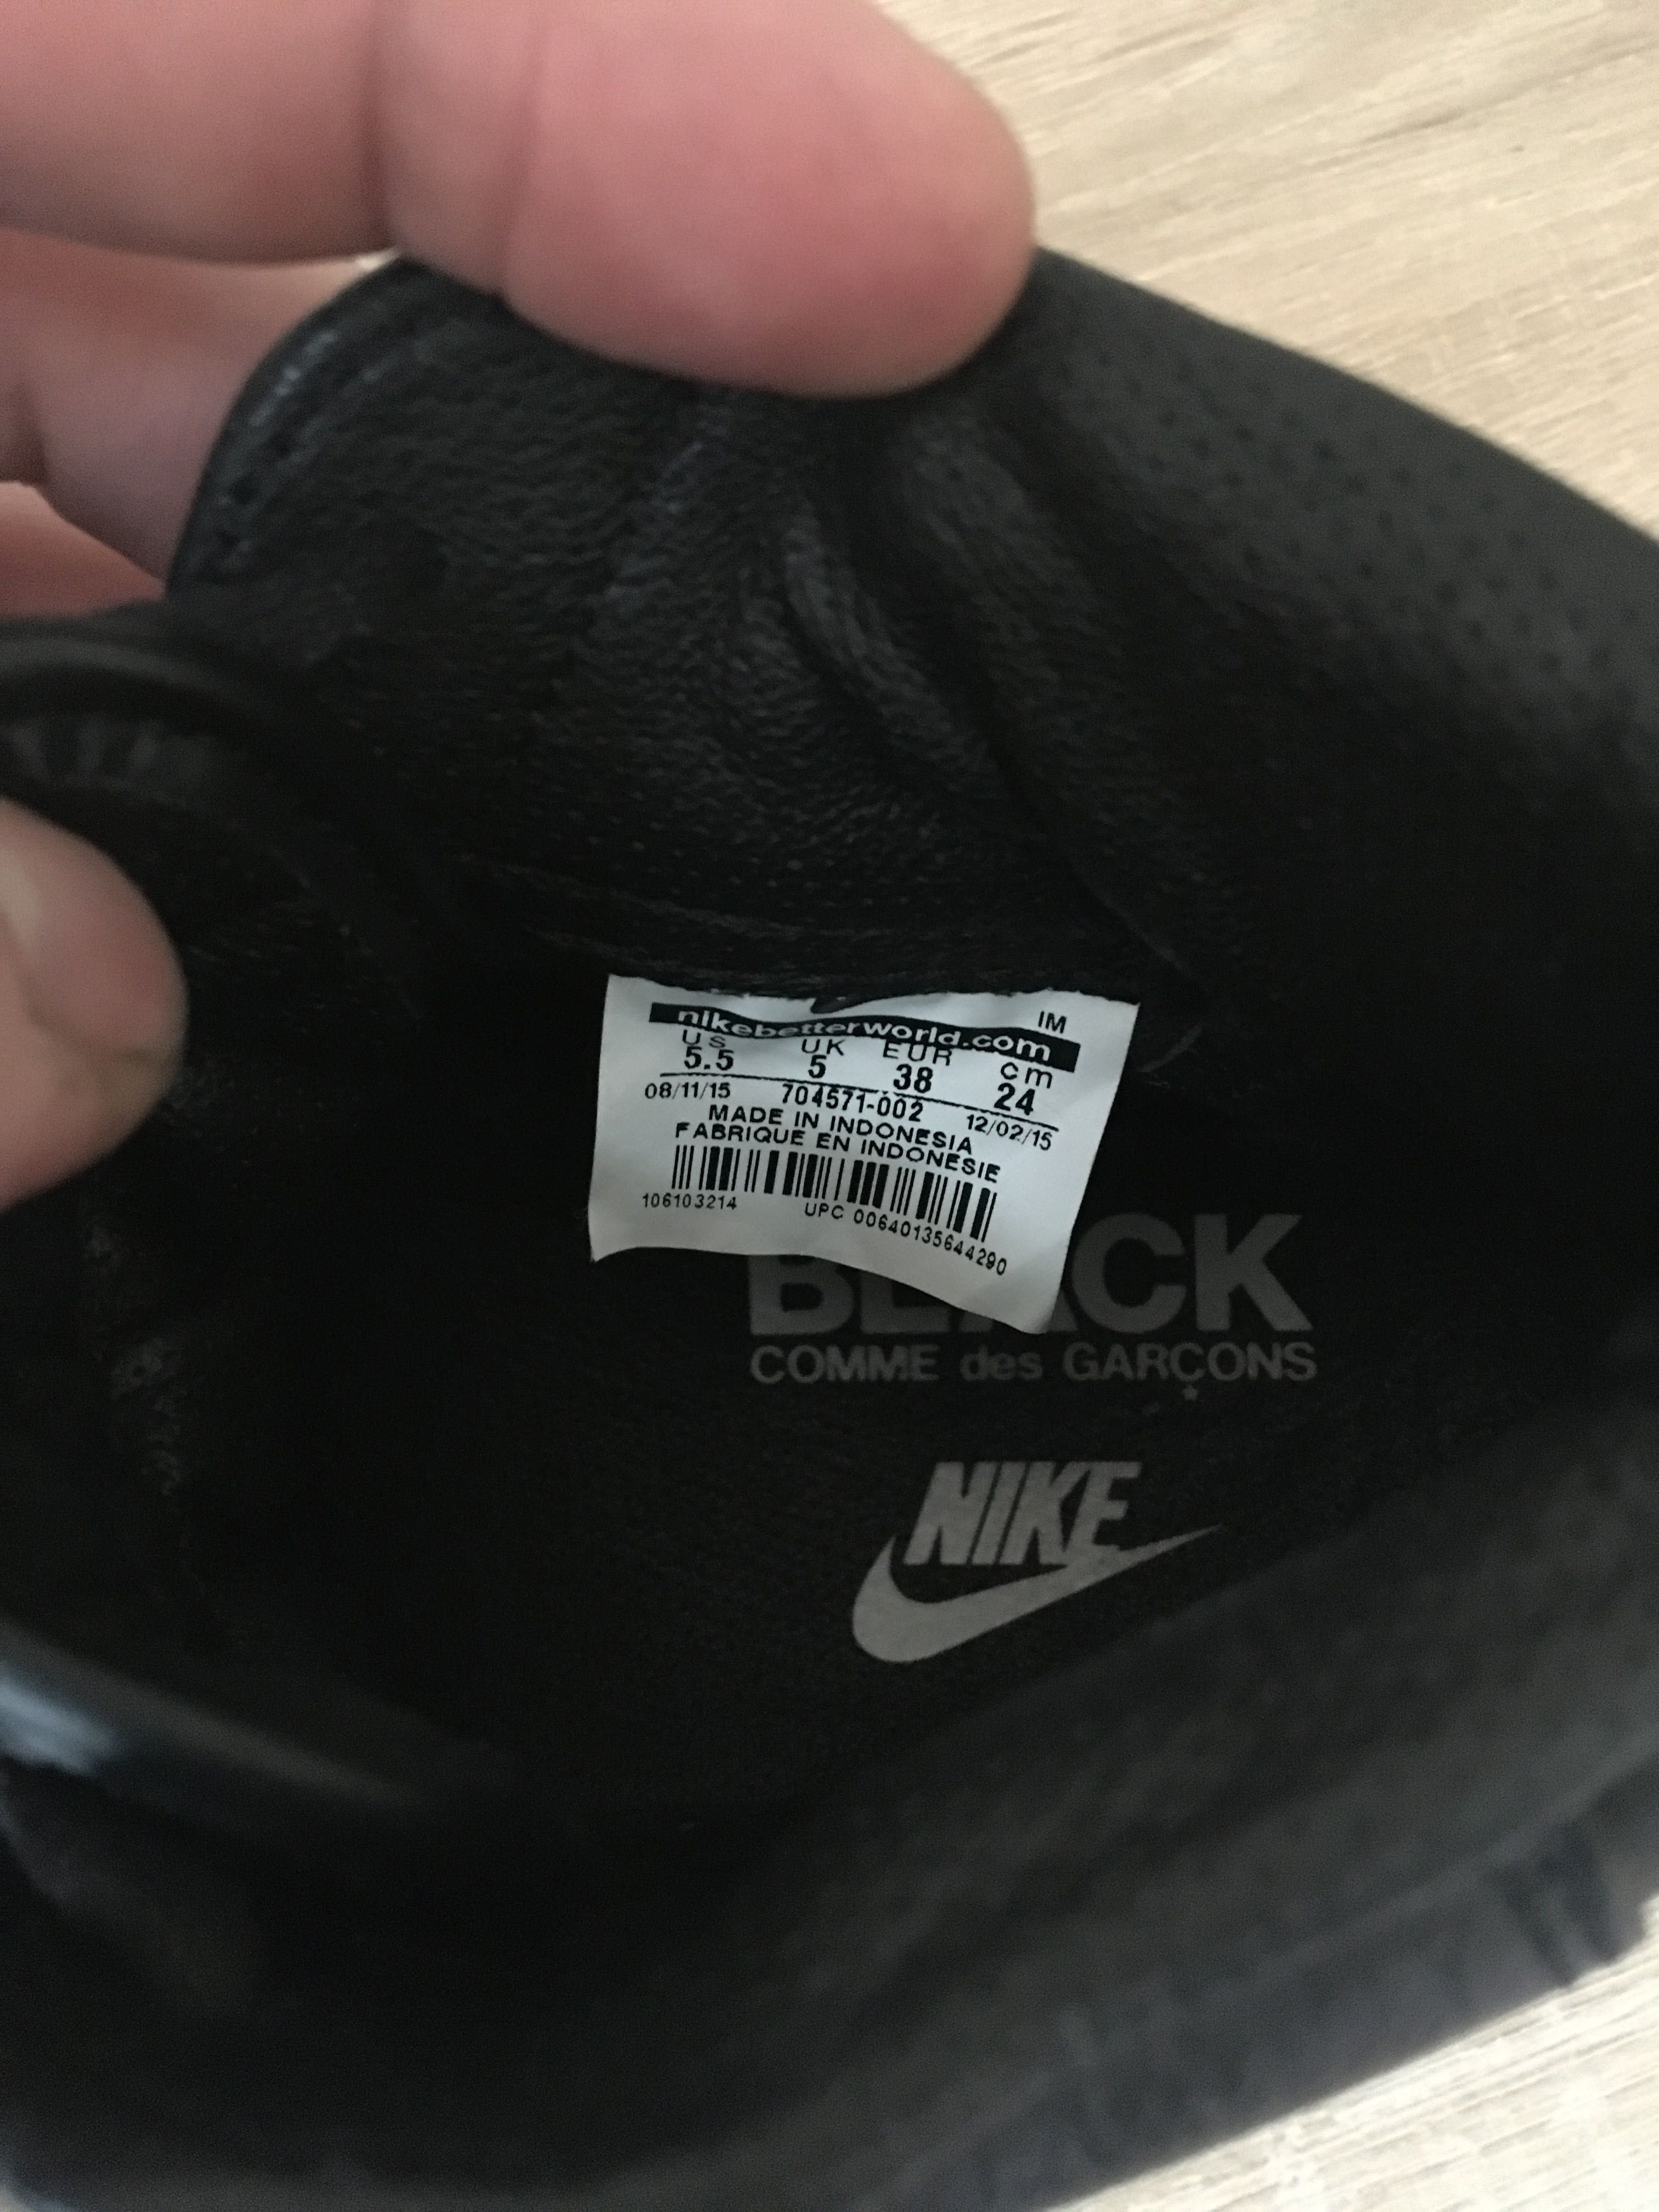 IM
nikebetterworld.com
US UK EUR cm
5.5 5 38 24
08/11/15 704571-002 12/02/15
MADE IN INDONESIA
FABRIQUE EN INDONESIE
106103214 UPC 00640135644290
BLACK
COMME des GARÇONS
NIKE